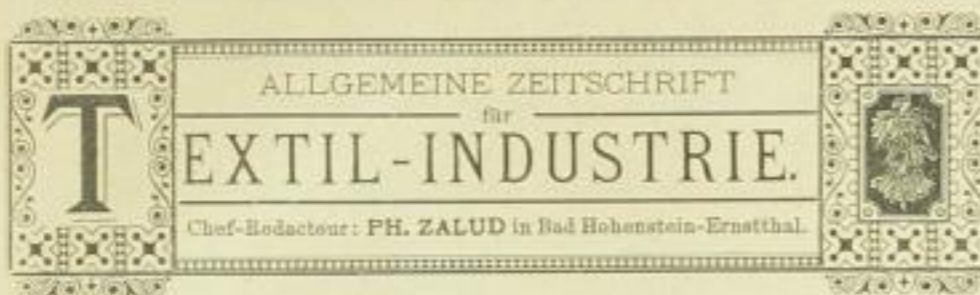 ALLGEMEINE ZEITSCHRIFT
für
TEXTIL-INDUSTRIE.
Chef-Redacteur: PH. ZALUD in Bad Hohenstein-Ernstthal.